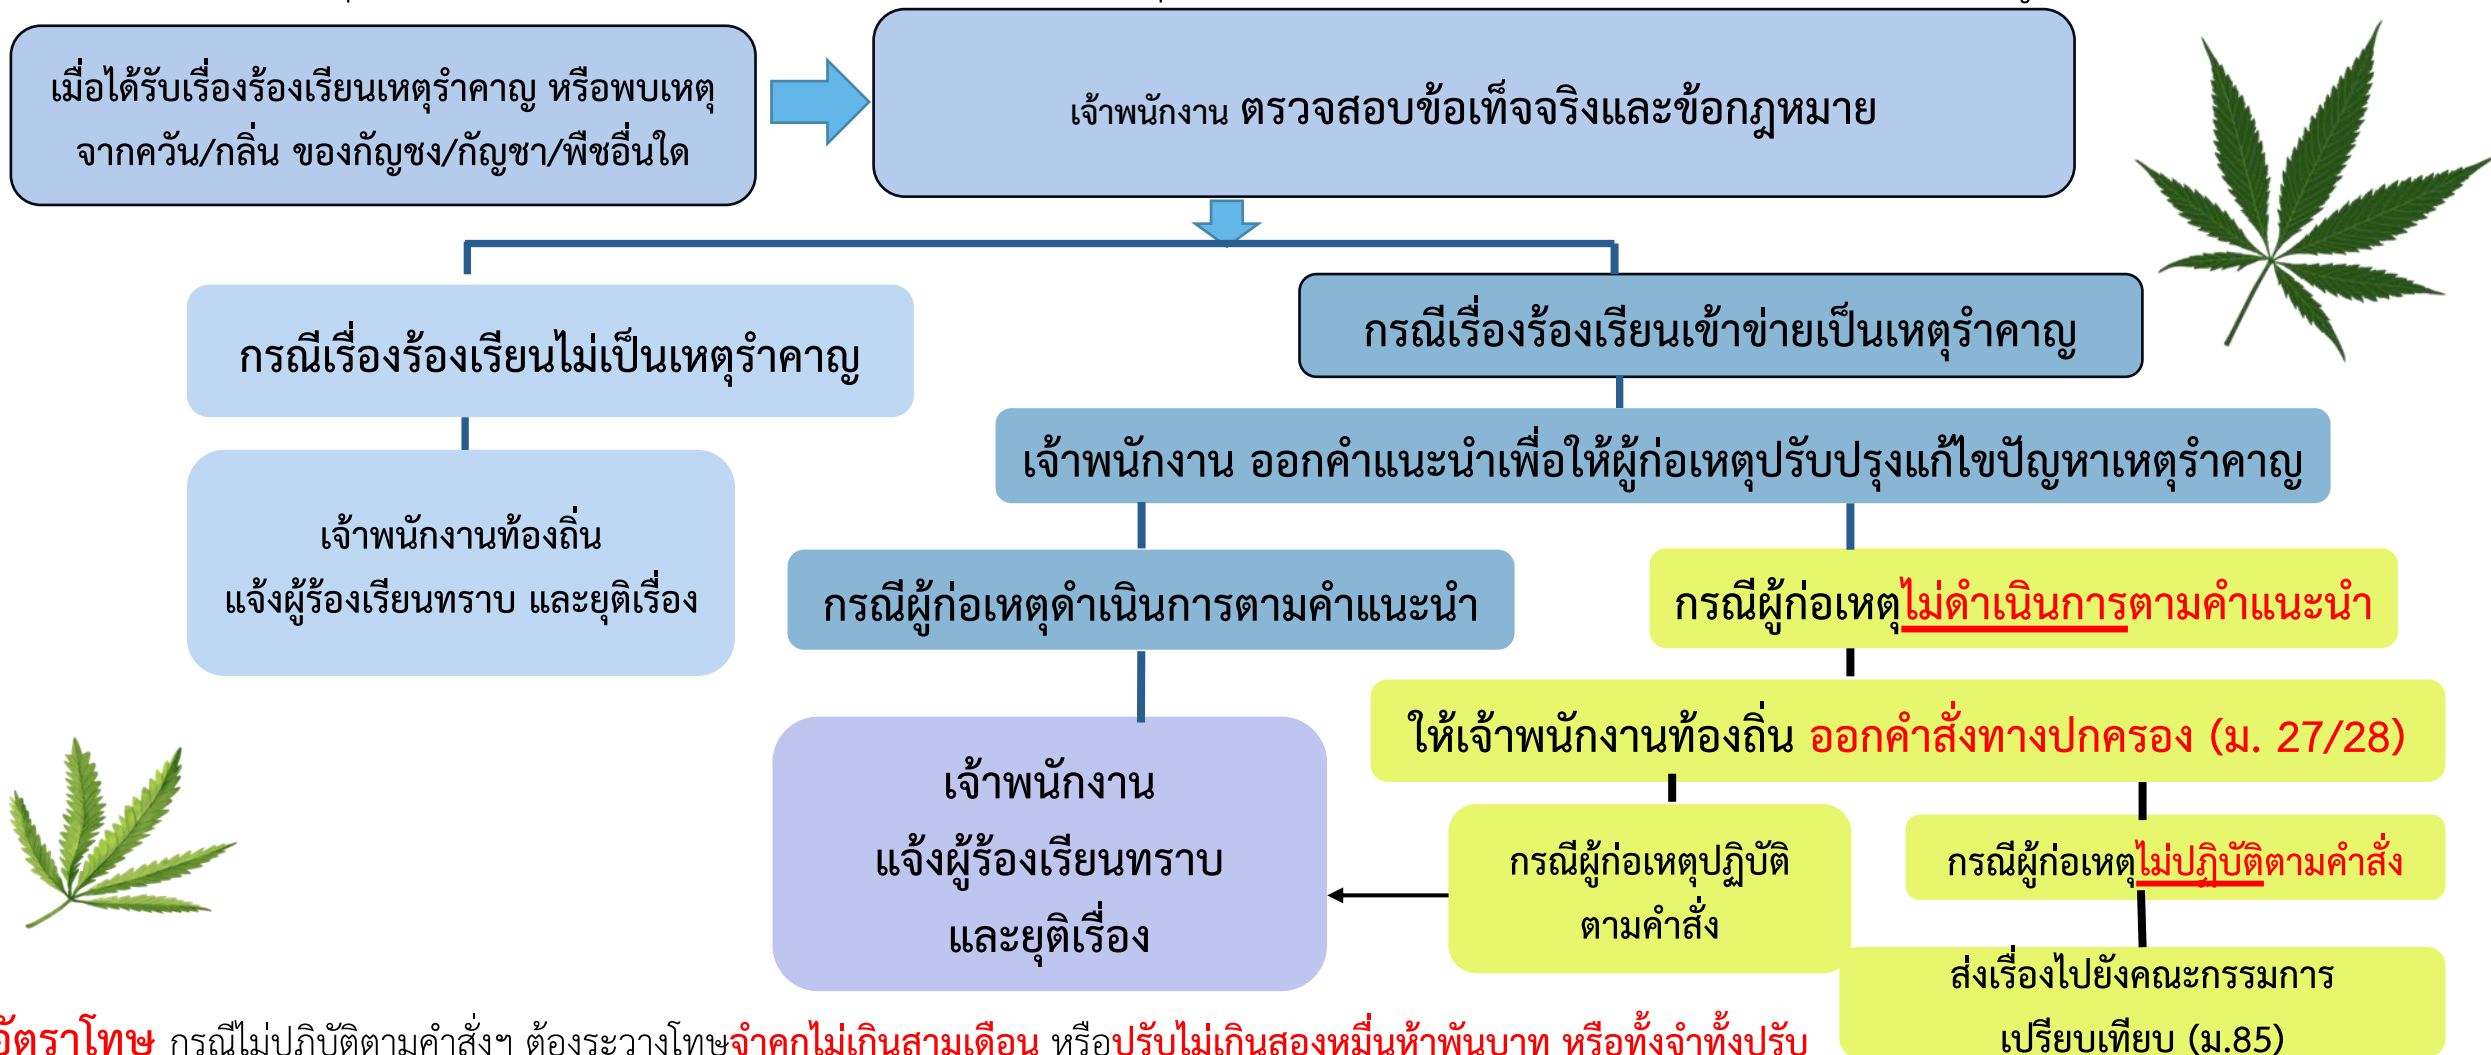 เมื่อได้รับเรื่องร้องเรียนเหตุรำคาญ หรือพบเหตุ
จากควัน/กลิ่น ของกัญชง/กัญชา/พืชอื่นใด
เจ้าพนักงาน ตรวจสอบข้อเท็จจริงและข้อกฎหมาย
กรณีเรื่องร้องเรียนไม่เป็นเหตุรำคาญ
กรณีเรื่องร้องเรียนเข้าข่ายเป็นเหตุรำคาญ
เจ้าพนักงานท้องถิ่น
แจ้งผู้ร้องเรียนทราบ และยุติเรื่อง
เจ้าพนักงาน ออกคำแนะนำเพื่อให้ผู้ก่อเหตุปรับปรุงแก้ไขปัญหาเหตุรำคาญ
กรณีผู้ก่อเหตุดำเนินการตามคำแนะนำ
กรณีผู้ก่อเหตุไม่ดำเนินการตามคำแนะนำ
ให้เจ้าพนักงานท้องถิ่น ออกคำสั่งทางปกครอง (ม. 27/28)
เจ้าพนักงาน
แจ้งผู้ร้องเรียนทราบ
และยุติเรื่อง
กรณีผู้ก่อเหตุปฏิบัติ
ตามคำสั่ง
กรณีผู้ก่อเหตุไม่ปฏิบัติตามคำสั่ง
ส่งเรื่องไปยังคณะกรรมการ
เปรียบเทียบ (ม.85)
อัตราโทษ กรณีไม่ปฏิบัติตามคำสั่งฯ ต้องระวางโทษจำคุกไม่เกินสามเดือน หรือปรับไม่เกินสองหมื่นห้าพันบาท หรือทั้งจำทั้งปรับ